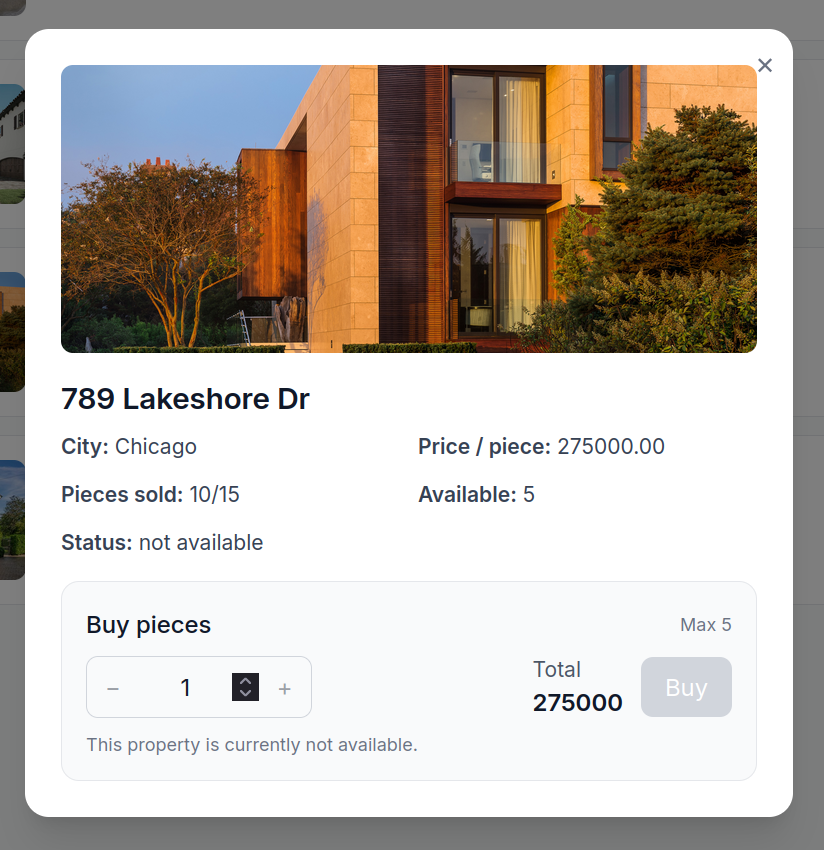 789 Lakeshore Dr
City: Chicago
Price / piece: 275000.00
Pieces sold: 10/15
Available: 5
Status: not available
Buy pieces
Max 5
− 1 +
Total
275000
Buy
This property is currently not available.